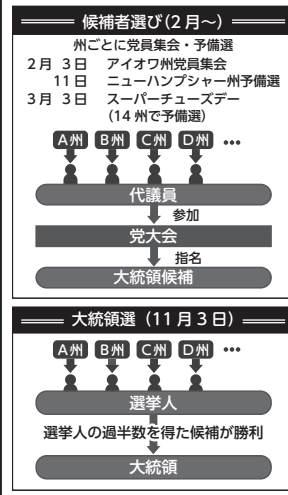 候補者選び(2月〜)
州ごとに党員集会・予備選
2月 3日 アイオワ州党員集会
11日 ニューハンプシャー州予備選
3月 3日 スーパーチューズデー
(14州で予備選)
A州 B州 C州 D州 •••
代議員
参加
党大会
指名
大統領候補
大統領選(11月3日)
A州 B州 C州 D州 •••
選挙人
選挙人の過半数を得た候補が勝利
大統領